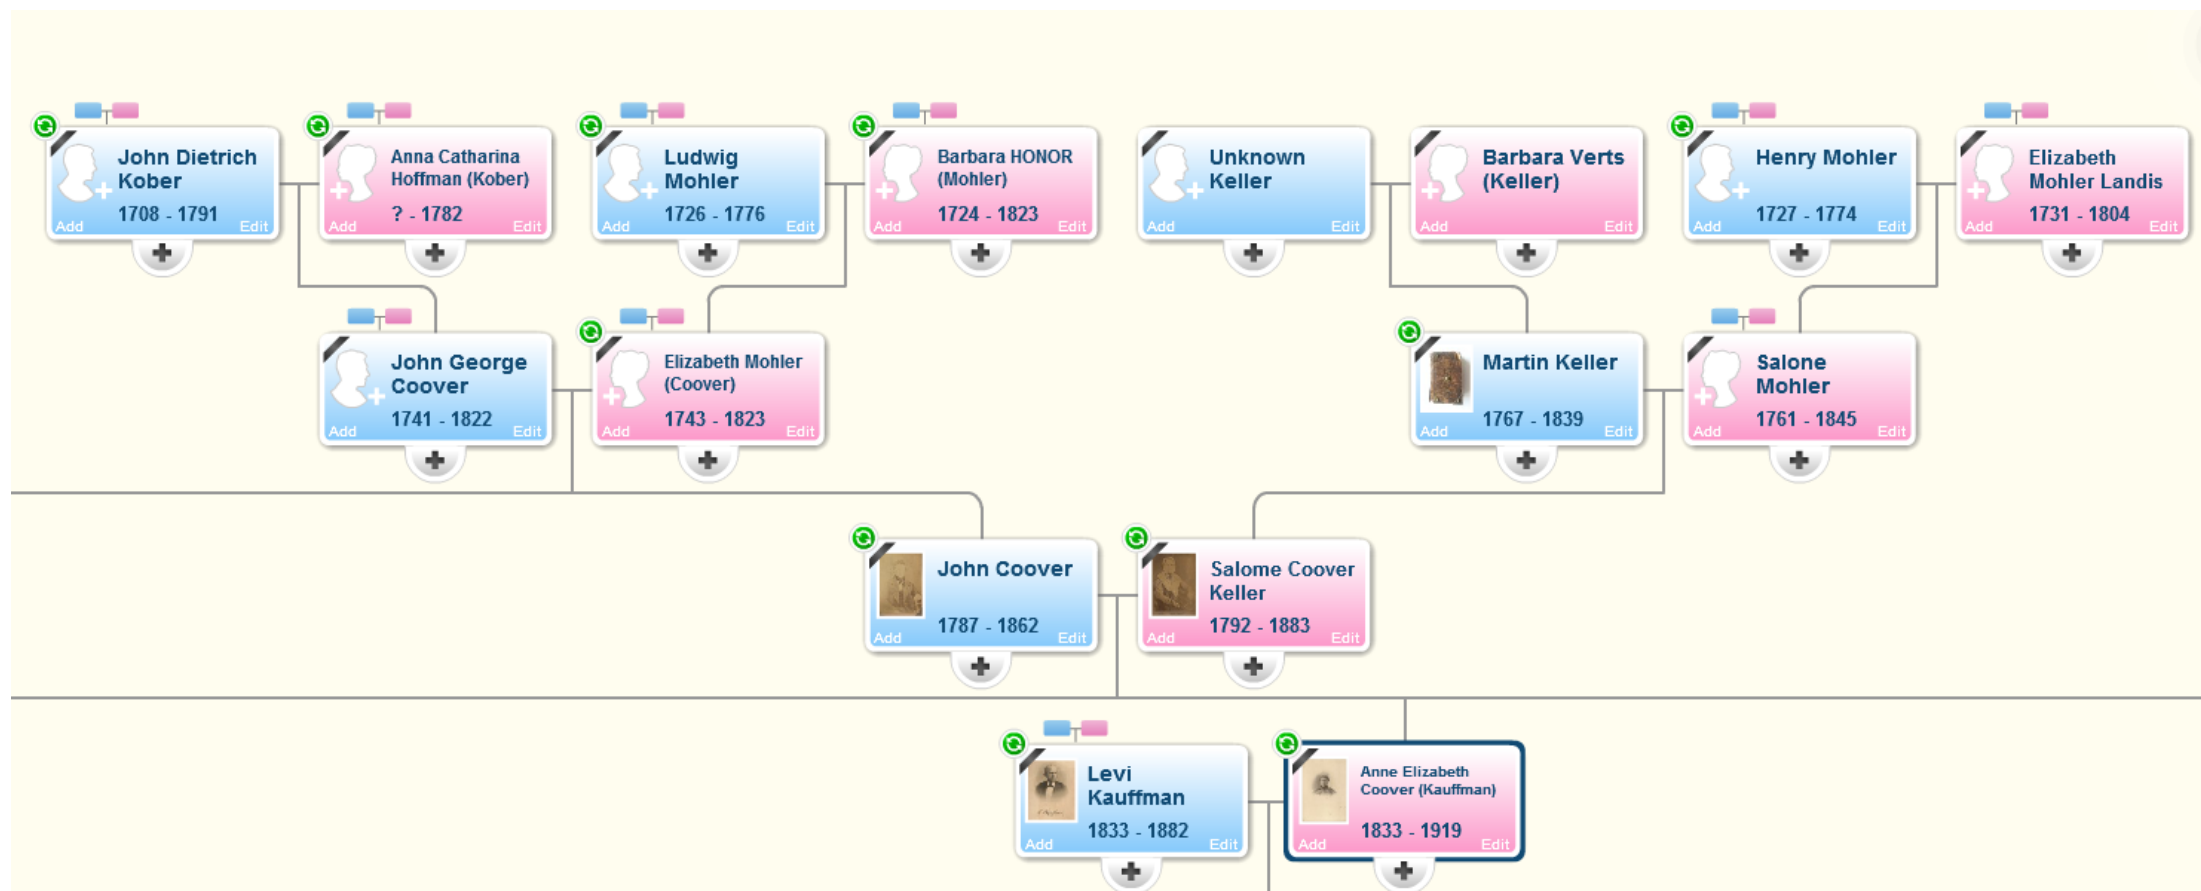 John Dietrich
Kober
1708 - 1791
Add
Edit
Anna Catharina
Hoffman (Kober)
? - 1782
Add
Edit
Ludwig
Mohler
1726 - 1776
Add
Edit
Barbara HONOR
(Mohler)
1724 - 1823
Add
Edit
Unknown
Keller
Add
Edit
Barbara Verts
(Keller)
Add
Edit
Henry Mohler
1727 - 1774
Add
Edit
Elizabeth
Mohler Landis
1731 - 1804
Add
Edit
John George
Coover
1741 - 1822
Add
Edit
Elizabeth Mohler
(Coover)
1743 - 1823
Add
Edit
Martin Keller
1767 - 1839
Add
Edit
Salone
Mohler
1761 - 1845
Add
Edit
John Coover
1787 - 1862
Add
Edit
Salome Coover
Keller
1792 - 1883
Add
Edit
Levi
Kauffman
1833 - 1882
Add
Edit
Anne Elizabeth
Coover (Kauffman)
1833 - 1919
Add
Edit